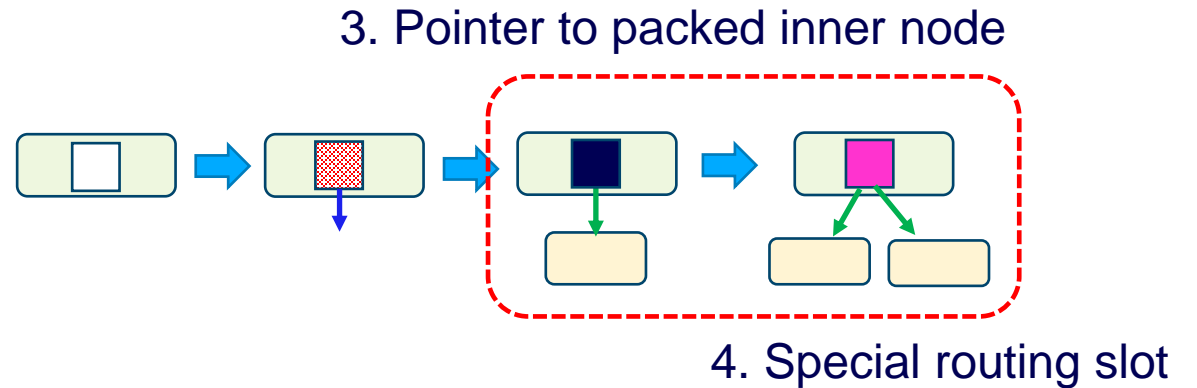 3. Pointer to packed inner node
4. Special routing slot